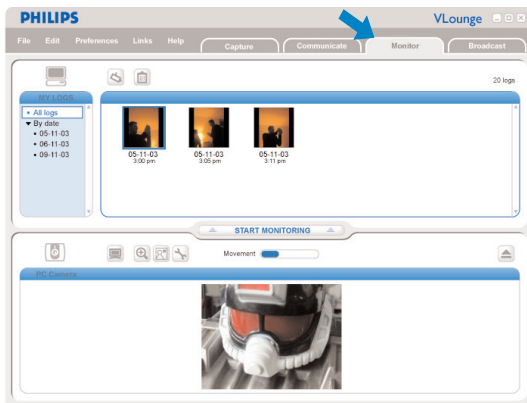 PHILIPS
VLounge
File Edit Preferences Links Help Capture Communicate Monitor Broadcast
20 logs
MY LOGS
All logs
By date
05-11-03
06-11-03
09-11-03
05-11-03 05-11-03 05-11-03
3:00 pm 3:05 pm 3:11 pm
START MONITORING
Movement
PC Camera